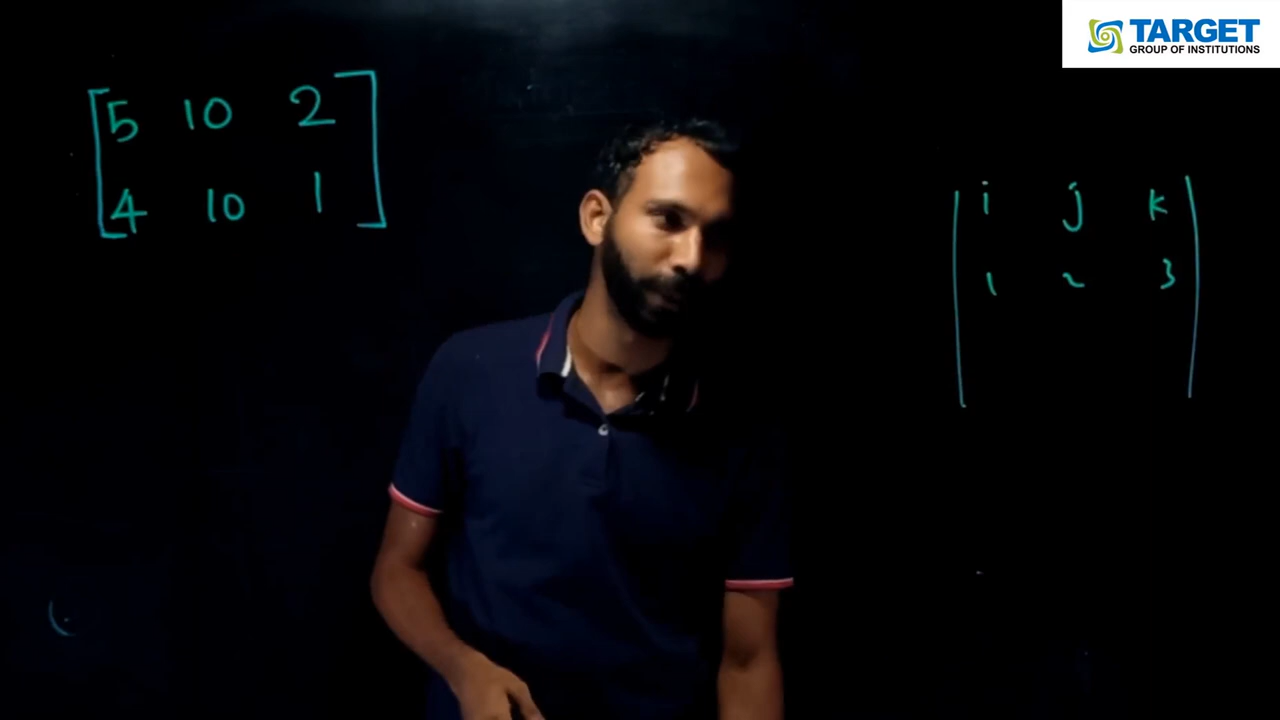 TARGET
GROUP OF INSTITUTIONS
5 10 2
4 10 1
i j k
1 2 3